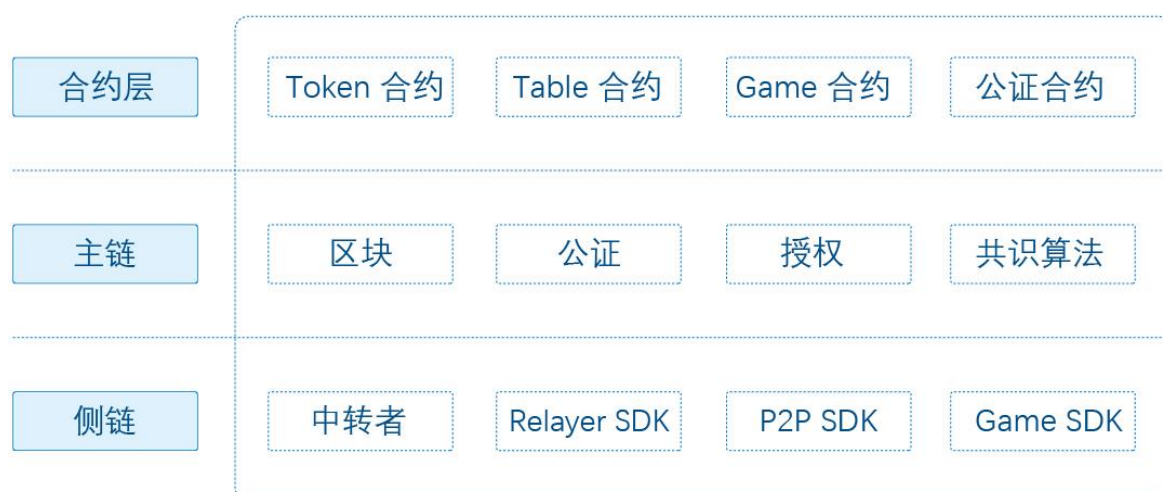 合约层
Token 合约
Table 合约
Game 合约
公证合约
主链
区块
公证
授权
共识算法
侧链
中转者
Relayer SDK
P2P SDK
Game SDK